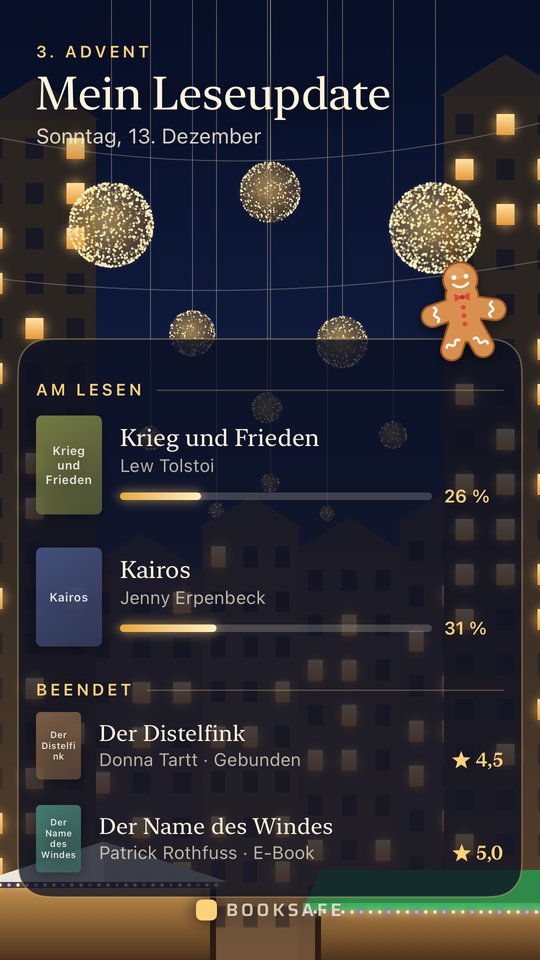 3. ADVENT
Mein Leseupdate
Sonntag, 13. Dezember
AM LESEN
Krieg
und
Frieden
Krieg und Frieden
Lew Tolstoi
26 %
Kairos
Kairos
Jenny Erpenbeck
31 %
BEENDET
Der
Distelfi
nk
Der Distelfink
Donna Tartt · Gebunden
★ 4,5
Der
Name
des
Windes
Der Name des Windes
Patrick Rothfuss · E-Book
★ 5,0
BOOKSAFE